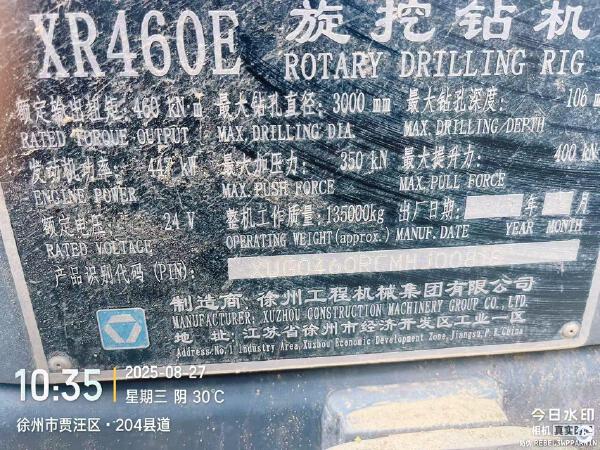 XR460E 旋挖钻机
ROTARY DRILLING RIG
额定输出扭矩: 460 kN·m 最大钻孔直径: 3000 mm 最大钻孔深度: 106 m
RATED TORQUE OUTPUT MAX.DRILLING DIA MAX.DRILLING/DEPTH
发动机功率: 447 kW 最大加压力: 350 kN 最大提升力: 400 kN
ENGINE POWER MAX.PUSH FORCE MAX.PULL FORCE
额定电压: 24 V 整机工作质量: 135000kg 出厂日期: 年 月
RATED VOLTAGE OPERATING WEIGHT(approx.) MANUF.DATE YEAR MONTH
产品识别代码(PIN):
制造商: 徐州工程机械集团有限公司
MANUFACTURER: XUZHOU CONSTRUCTION MACHINERY GROUP CO., LTD.
地 址: 江苏省徐州市经济开发区工业一区
Address:No.1 Industry Area,Xuzhou Economic Development Zone,Jiangsu,P.R.China
10:35 2025-08-27
星期三 阴 30℃
徐州市贾汪区·204县道
今日水印
相机 真实